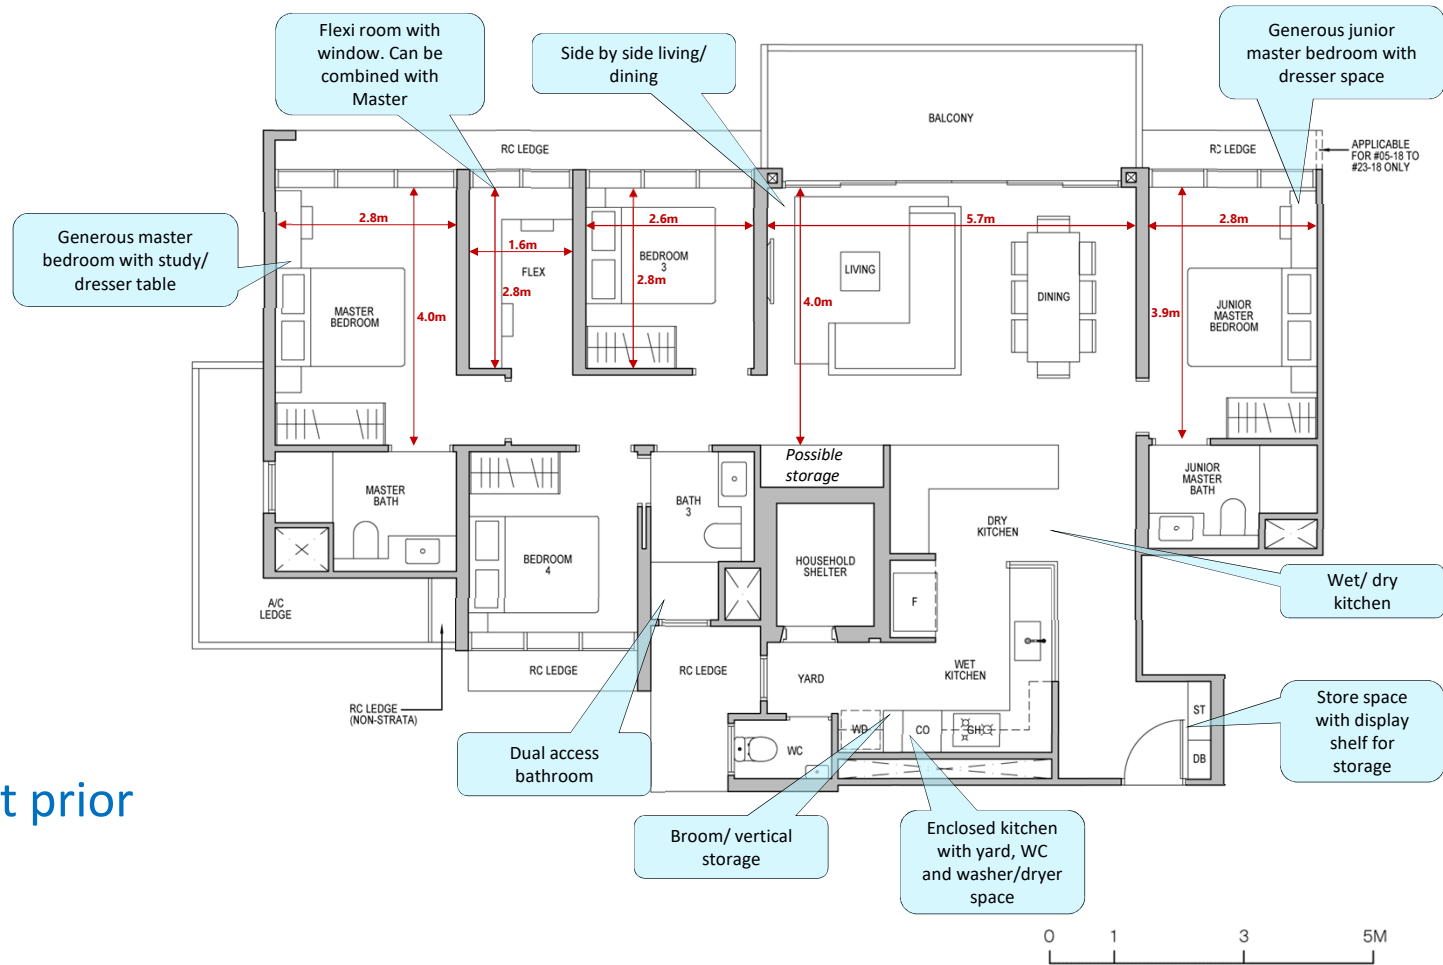 Flexi room with
window. Can be
combined with
Master
Side by side living/
dining
Generous junior
master bedroom with
dresser space
BALCONY
RC LEDGE
RC LEDGE
APPLICABLE
FOR #05-18 TO
#23-18 ONLY
Generous master
bedroom with study/
dresser table
2.8m
1.6m
2.6m
5.7m
2.8m
FLEX
BEDROOM
3
LIVING
DINING
MASTER
BEDROOM
4.0m
2.8m
2.8m
4.0m
3.9m
JUNIOR
MASTER
BEDROOM
Possible
storage
MASTER
BATH
BATH
3
JUNIOR
MASTER
BATH
DRY
KITCHEN
BEDROOM
4
HOUSEHOLD
SHELTER
F
Wet/ dry
kitchen
A/C
LEDGE
RC LEDGE
RC LEDGE
YARD
WET
KITCHEN
RC LEDGE
(NON-STRATA)
WD
CO
GH
WC
ST
DB
Store space
with display
shelf for
storage
Dual access
bathroom
Broom/ vertical
storage
Enclosed kitchen
with yard, WC
and washer/dryer
space
t prior
0 1 3 5M